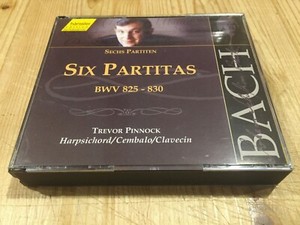 SECHS PARTITEN
SIX PARTITAS
BWV 825 - 830
TREVOR PINNOCK
Harpsichord/Cembalo/Clavecin
BACH